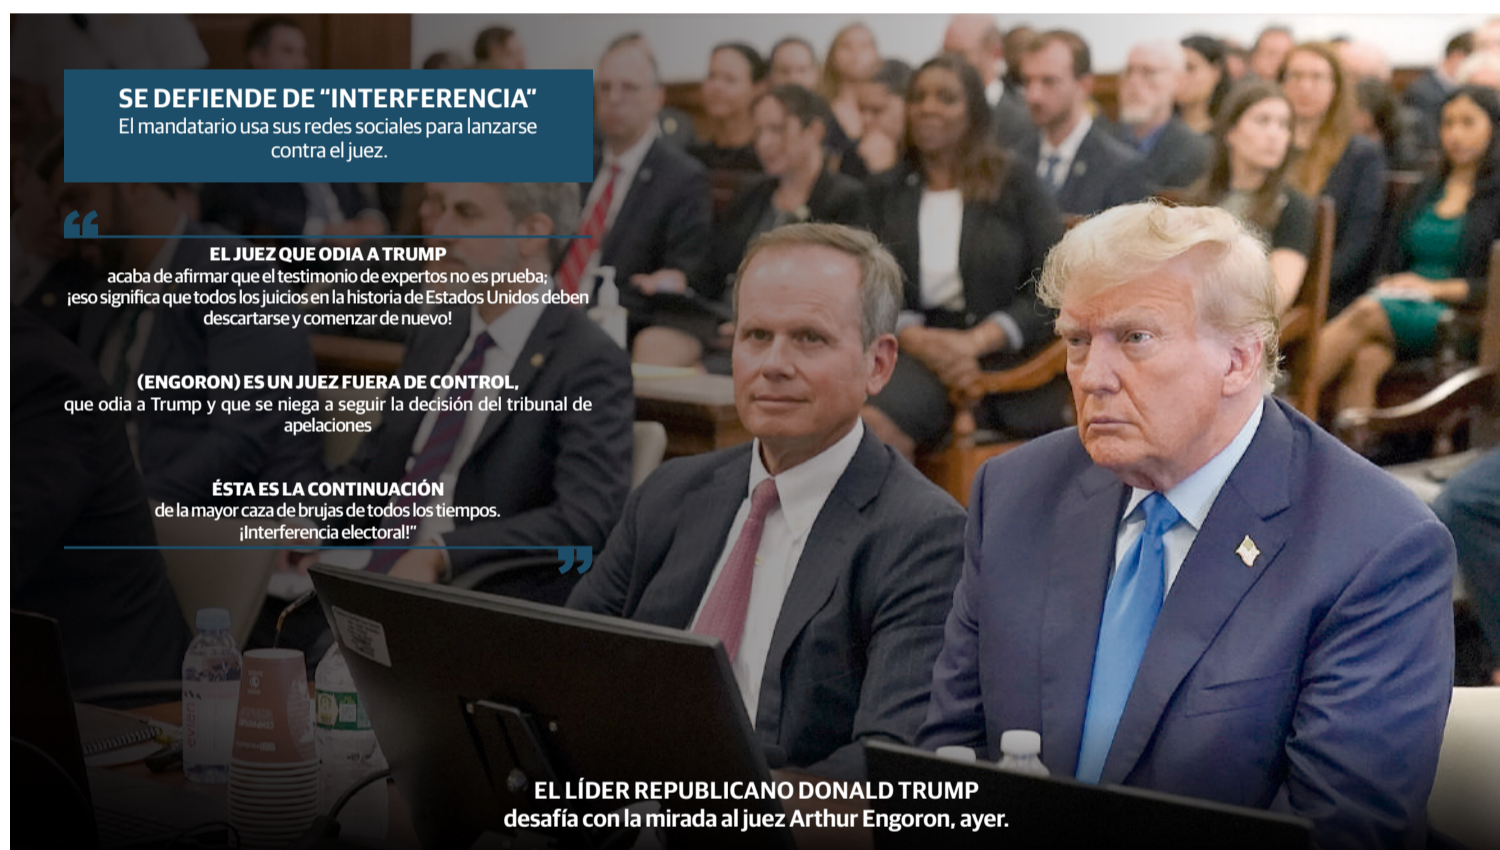 SE DEFIENDE DE “INTERFERENCIA”
El mandatario usa sus redes sociales para lanzarse
contra el juez.
“
EL JUEZ QUE ODIA A TRUMP
acaba de afirmar que el testimonio de expertos no es prueba;
¡eso significa que todos los juicios en la historia de Estados Unidos deben
descartarse y comenzar de nuevo!
(ENGORON) ES UN JUEZ FUERA DE CONTROL,
que odia a Trump y que se niega a seguir la decisión del tribunal de
apelaciones
ÉSTA ES LA CONTINUACIÓN
de la mayor caza de brujas de todos los tiempos.
¡Interferencia electoral!”
”
EL LÍDER REPUBLICANO DONALD TRUMP
desafía con la mirada al juez Arthur Engoron, ayer.